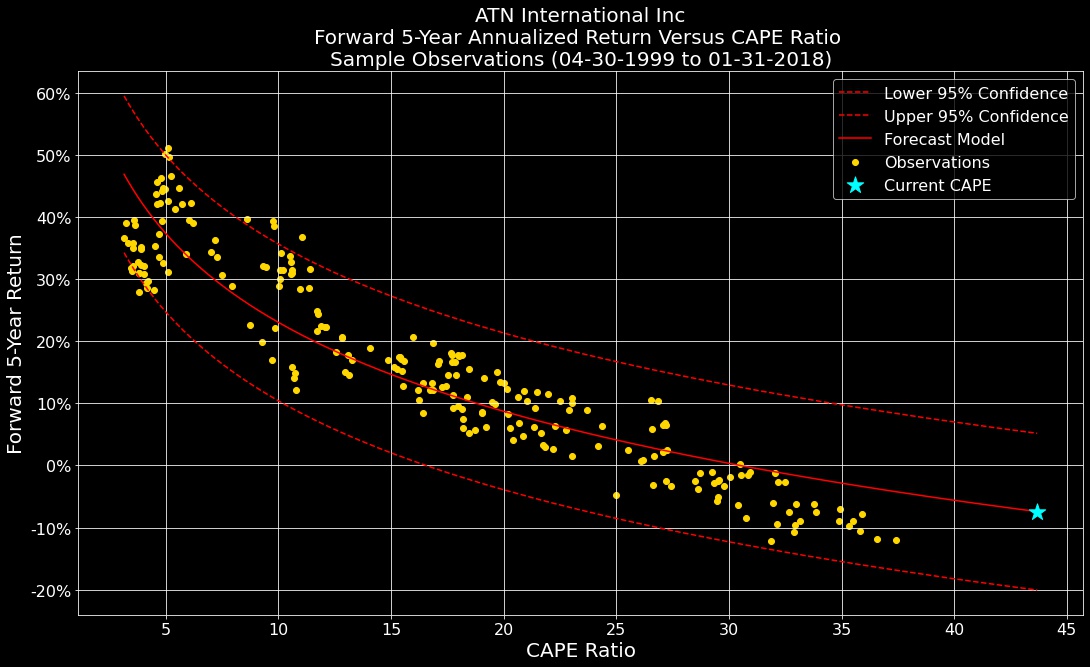 ATN International Inc
Forward 5-Year Annualized Return Versus CAPE Ratio
Sample Observations (04-30-1999 to 01-31-2018)
Lower 95% Confidence
Upper 95% Confidence
Forecast Model
Observations
Current CAPE
Forward 5-Year Return
60%
50%
40%
30%
20%
10%
0%
-10%
-20%
5 10 15 20 25 30 35 40 45
CAPE Ratio